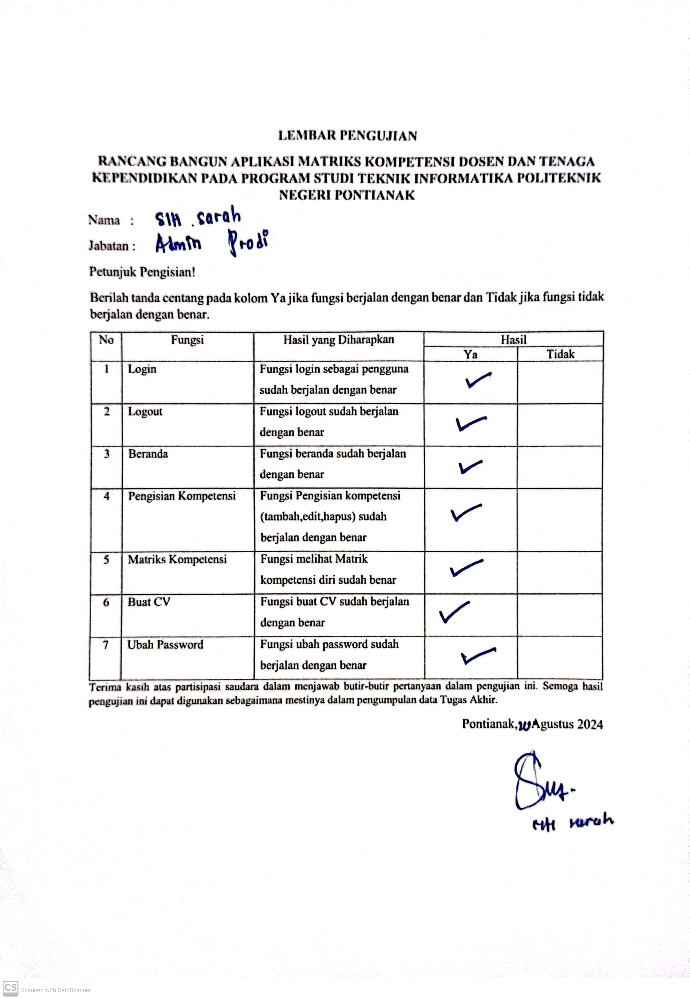 LEMBAR PENGUJIAN
RANCANG BANGUN APLIKASI MATRIKS KOMPETENSI DOSEN DAN TENAGA
KEPENDIDIKAN PADA PROGRAM STUDI TEKNIK INFORMATIKA POLITEKNIK
NEGERI PONTIANAK
Nama : Siti . Sarah
Jabatan : Admin Prodi
Petunjuk Pengisian!
Berilah tanda centang pada kolom Ya jika fungsi berjalan dengan benar dan Tidak jika fungsi tidak
berjalan dengan benar.
No Fungsi Hasil yang Diharapkan Hasil
Ya Tidak
1 Login Fungsi login sebagai pengguna
sudah berjalan dengan benar ✓
2 Logout Fungsi logout sudah berjalan
dengan benar ✓
3 Beranda Fungsi beranda sudah berjalan
dengan benar ✓
4 Pengisian Kompetensi Fungsi Pengisian kompetensi
(tambah,edit,hapus) sudah ✓
berjalan dengan benar
5 Matriks Kompetensi Fungsi melihat Matrik
kompetensi diri sudah benar ✓
6 Buat CV Fungsi buat CV sudah berjalan
dengan benar ✓
7 Ubah Password Fungsi ubah password sudah
berjalan dengan benar ✓
Terima kasih atas partisipasi saudara dalam menjawab butir-butir pertanyaan dalam pengujian ini. Semoga hasil
pengujian ini dapat digunakan sebagaimana mestinya dalam pengumpulan data Tugas Akhir.
Pontianak, Agustus 2024
Siti Sarah
CS Scanned with CamScanner